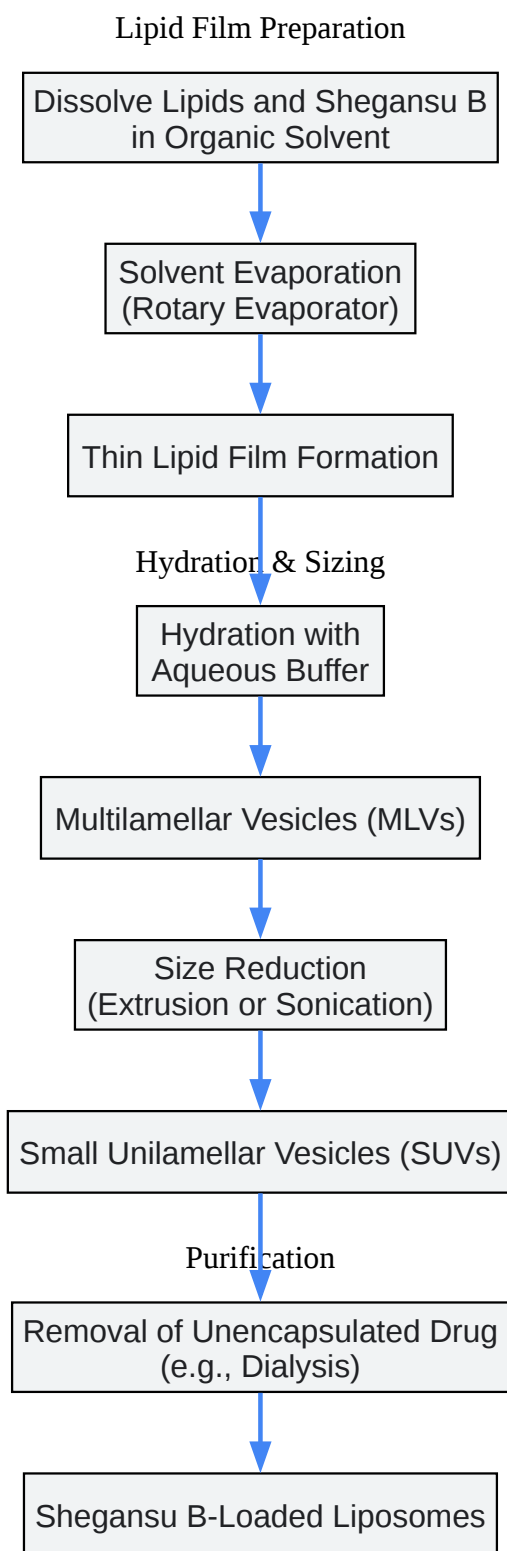 Lipid Film Preparation
Dissolve Lipids and Shegansu B
in Organic Solvent
Solvent Evaporation
(Rotary Evaporator)
Thin Lipid Film Formation
Hydration & Sizing
Hydration with
Aqueous Buffer
Multilamellar Vesicles (MLVs)
Size Reduction
(Extrusion or Sonication)
Small Unilamellar Vesicles (SUVs)
Purification
Removal of Unencapsulated Drug
(e.g., Dialysis)
Shegansu B-Loaded Liposomes